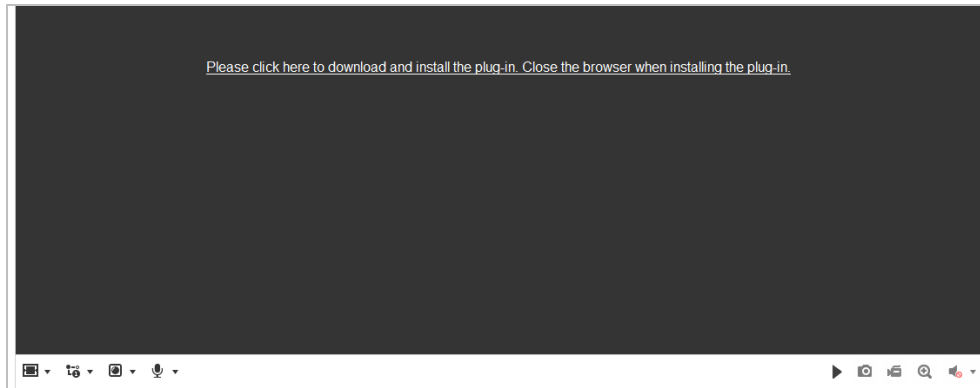 Please click here to download and install the plug-in. Close the browser when installing the plug-in.